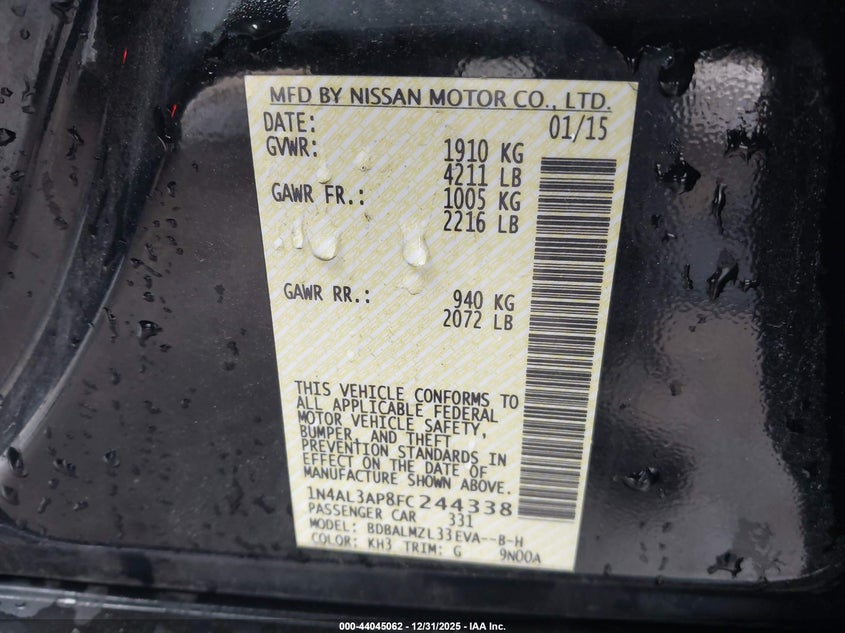 MFD BY NISSAN MOTOR CO., LTD.
DATE: 01/15
GVWR: 1910 KG
4211 LB
GAWR FR.: 1005 KG
2216 LB
GAWR RR.: 940 KG
2072 LB
THIS VEHICLE CONFORMS TO
ALL APPLICABLE FEDERAL
MOTOR VEHICLE SAFETY,
BUMPER, AND THEFT
PREVENTION STANDARDS IN
EFFECT ON THE DATE OF
MANUFACTURE SHOWN ABOVE.
1N4AL3AP8FC244338
PASSENGER CAR 331
MODEL: BDBALMZL33EVA--B-H
COLOR: KH3 TRIM: G 9N00A
000-44045062 - 12/31/2025 - IAA Inc.